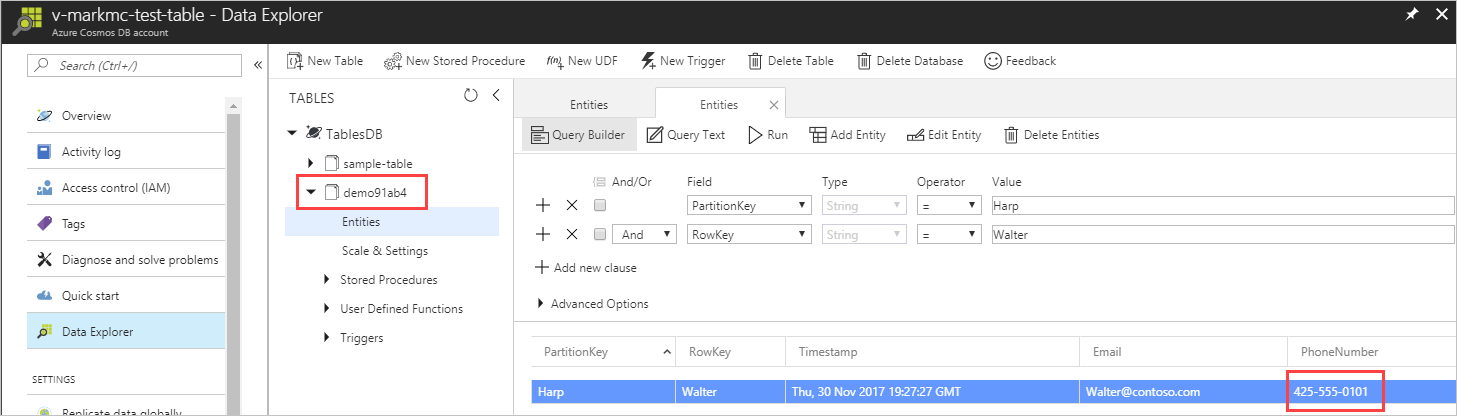 v-markmc-test-table - Data Explorer
Azure Cosmos DB account
Search (Ctrl+/)
Overview
Activity log
Access control (IAM)
Tags
Diagnose and solve problems
Quick start
Data Explorer
SETTINGS
Replicate data globally
New Table New Stored Procedure f(n) New UDF New Trigger Delete Table Delete Database Feedback
TABLES
TablesDB
sample-table
demo91ab4
Entities
Scale & Settings
Stored Procedures
User Defined Functions
Triggers
Entities Entities
Query Builder Query Text Run Add Entity Edit Entity Delete Entities
And/Or Field Type Operator Value
PartitionKey String = Harp
And RowKey String = Walter
Add new clause
Advanced Options
PartitionKey RowKey Timestamp Email PhoneNumber
Harp Walter Thu, 30 Nov 2017 19:27:27 GMT Walter@contoso.com 425-555-0101